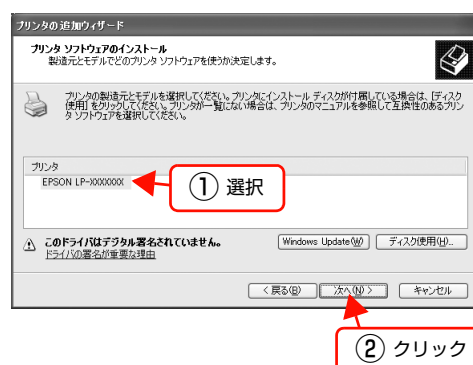 プリンタの追加ウィザード
プリンタ ソフトウェアのインストール
製造元とモデルでどのプリンタ ソフトウェアを使うか決定します。
プリンタの製造元とモデルを選択してください。プリンタにインストール ディスクが付属している場合は、[ディスク
使用] をクリックしてください。プリンタが一覧にない場合は、プリンタのマニュアルを参照して互換性のあるプリン
タ ソフトウェアを選択してください。
プリンタ
EPSON LP-XXXXXXX
① 選択
このドライバはデジタル署名されていません。
ドライバの署名が重要な理由
Windows Update(W) ディスク使用(H)...
< 戻る(B) 次へ(N) > キャンセル
② クリック